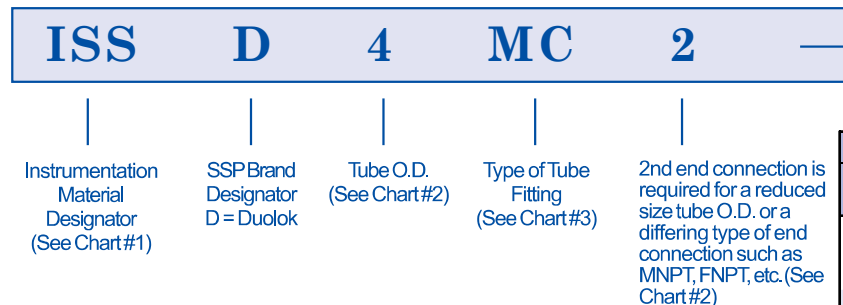 ISS D 4 MC 2 —
Instrumentation
Material
Designator
(See Chart #1)
SSP Brand
Designator
D = Duolok
Tube O.D.
(See Chart #2)
Type of Tube
Fitting
(See Chart #3)
2nd end connection is
required for a reduced
size tube O.D. or a
differing type of end
connection such as
MNPT, FNPT, etc. (See
Chart #2)